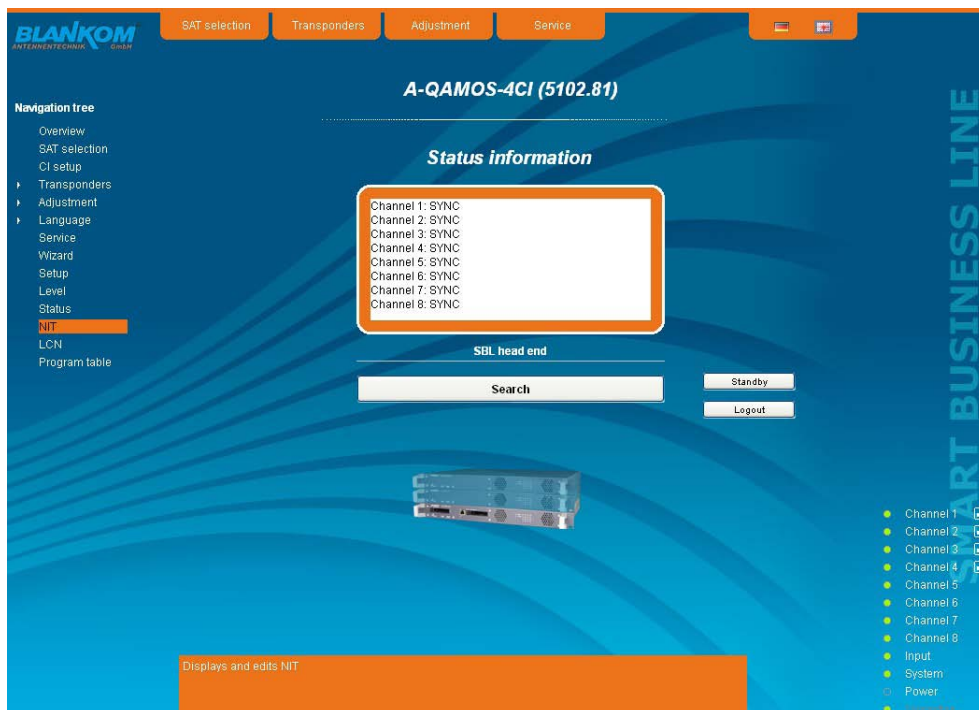 BLANKOM
ANTENNENTECHNIK GmbH
SAT selection
Transponders
Adjustment
Service
A-QAMOS-4CI (5102.81)
Navigation tree
Overview
SAT selection
CI setup
Transponders
Adjustment
Language
Service
Wizard
Setup
Level
Status
NIT
LCN
Program table
Status information
Channel 1: SYNC
Channel 2: SYNC
Channel 3: SYNC
Channel 4: SYNC
Channel 5: SYNC
Channel 6: SYNC
Channel 7: SYNC
Channel 8: SYNC
SBL head end
Search
Standby
Logout
SMART BUSINESS LINE
Channel 1
Channel 2
Channel 3
Channel 4
Channel 5
Channel 6
Channel 7
Channel 8
Input
System
Power
Displays and edits NIT